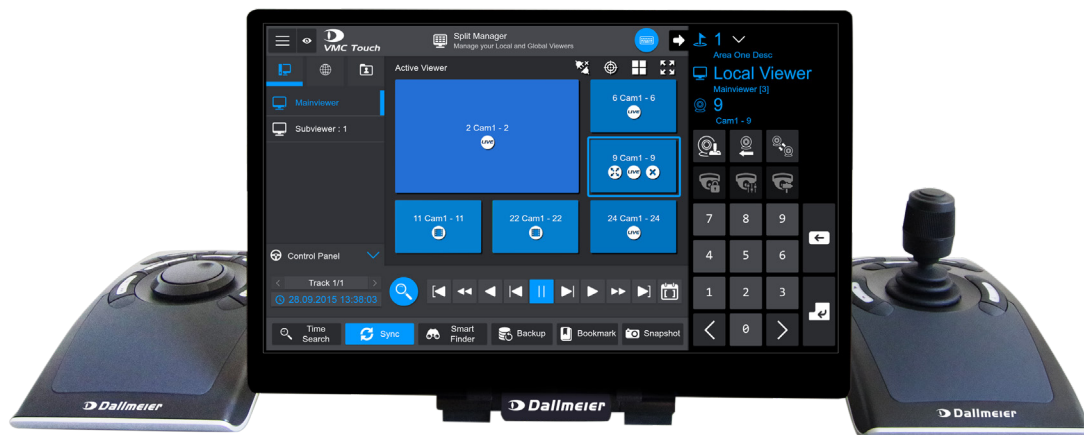 VMC Touch
Split Manager
Manage your Local and Global Viewers
1
Area One Desc
Local Viewer
Mainviewer [3]
9
Cam1 - 9
Active Viewer
Mainviewer
Subviewer : 1
2 Cam1 - 2
LIVE
6 Cam1 - 6
LIVE
9 Cam1 - 9
LIVE
11 Cam1 - 11
22 Cam1 - 22
24 Cam1 - 24
LIVE
Control Panel
Track 1/1
28.09.2015 13:38:03
Time
Search
Sync
Smart
Finder
Backup
Bookmark
Snapshot
7 8 9
4 5 6
1 2 3
0
Dallmeier
Dallmeier
Dallmeier